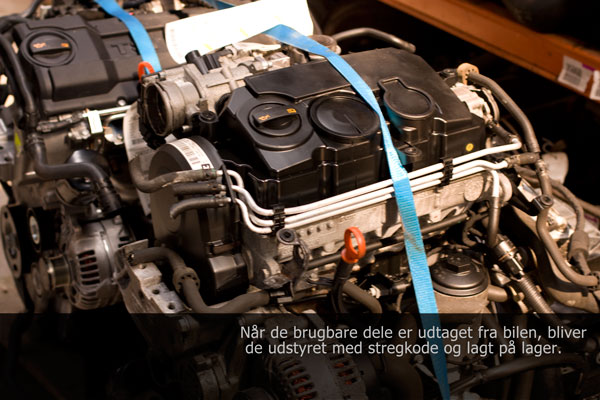 Når de brugbare dele er udtaget fra bilen, bliver
de udstyret med stregkode og lagt på lager.